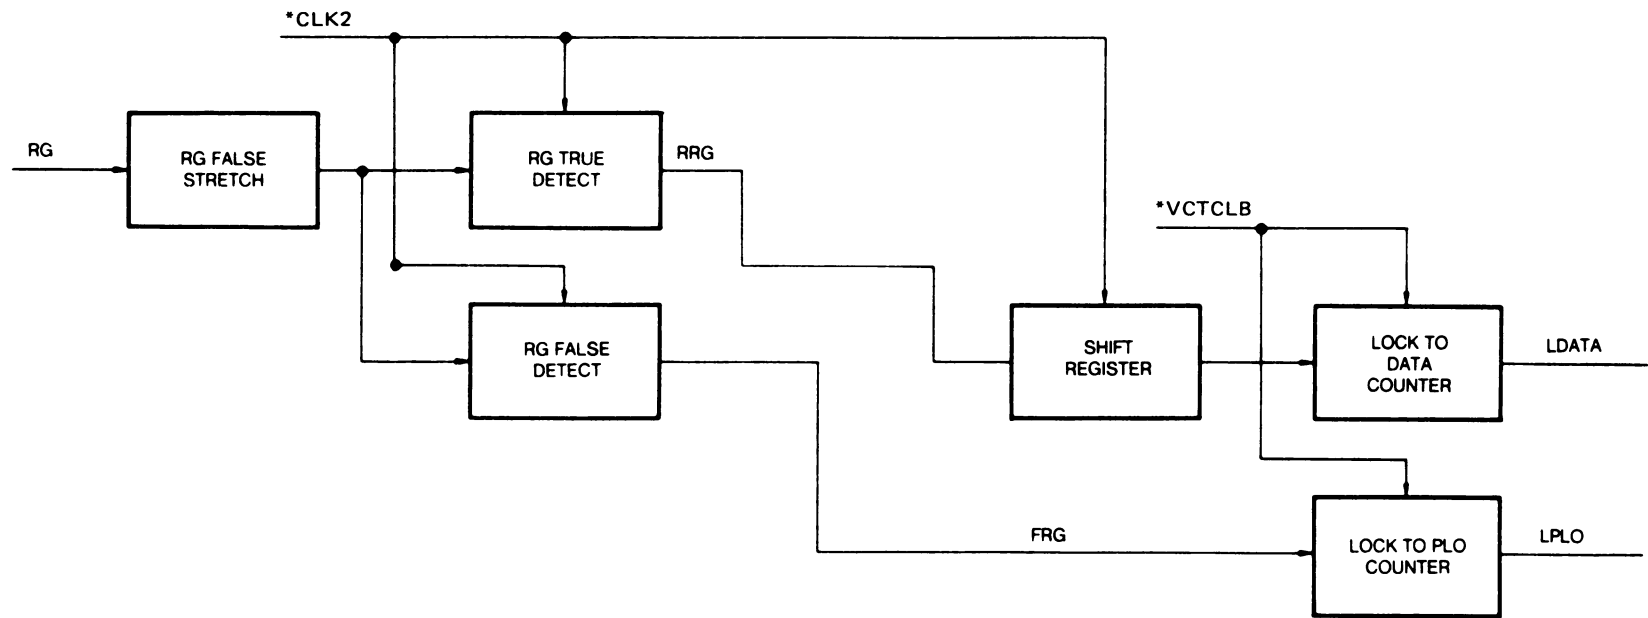 *CLK2
RG
RG FALSE
STRETCH
RG TRUE
DETECT
RRG
*VCTCLB
RG FALSE
DETECT
SHIFT
REGISTER
LOCK TO
DATA
COUNTER
LDATA
FRG
LOCK TO PLO
COUNTER
LPLO